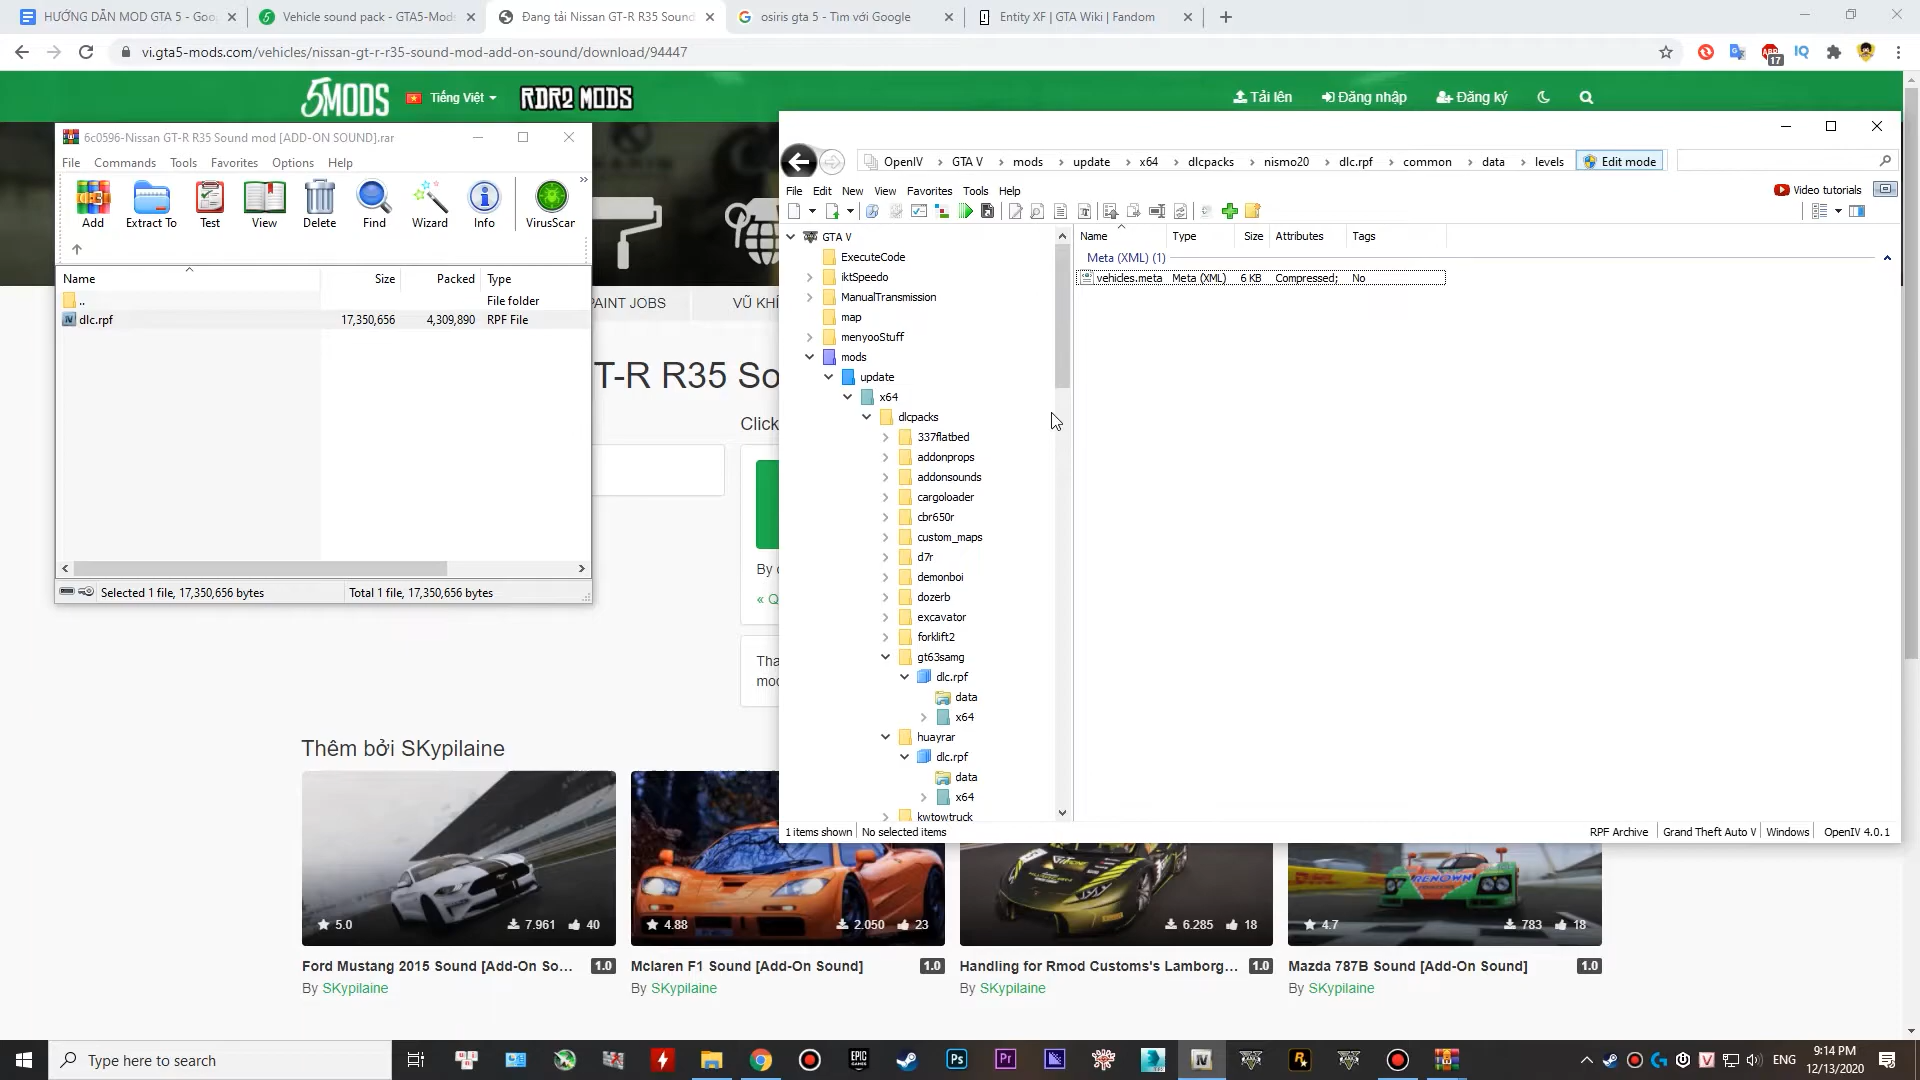 HƯỚNG DẪN MOD GTA 5 - Goo
Vehicle sound pack - GTA5-Mods
Đang tải Nissan GT-R R35 Sound
osiris gta 5 - Tìm với Google
Entity XF | GTA Wiki | Fandom
vi.gta5-mods.com/vehicles/nissan-gt-r-r35-sound-mod-add-on-sound/download/94447
ABP 17
IQ
5MODS
Tiếng Việt
RDR2 MODS
Tải lên
Đăng nhập
Đăng ký
6c0596-Nissan GT-R R35 Sound mod [ADD-ON SOUND].rar
File Commands Tools Favorites Options Help
Add Extract To Test View Delete Find Wizard Info VirusScan
Name Size Packed Type
.. File folder
dlc.rpf 17,350,656 4,309,890 RPF File
Selected 1 file, 17,350,656 bytes
Total 1 file, 17,350,656 bytes
PAINT JOBS
VŨ KHÍ
T-R R35 So
Click
By
« Q
Tha
mod
OpenIV › GTA V › mods › update › x64 › dlcpacks › nismo20 › dlc.rpf › common › data › levels
Edit mode
File Edit New View Favorites Tools Help
Video tutorials
GTA V
ExecuteCode
iktSpeedo
ManualTransmission
map
menyooStuff
mods
update
x64
dlcpacks
337flatbed
addonprops
addonsounds
cargoloader
cbr650r
custom_maps
d7r
demonboi
dozerb
excavator
forklift2
gt63samg
dlc.rpf
data
x64
huayrar
dlc.rpf
data
x64
kwtowtruck
Name Type Size Attributes Tags
Meta (XML) (1)
vehicles.meta Meta (XML) 6 KB Compressed; No
1 items shown
No selected items
RPF Archive
Grand Theft Auto V
Windows
OpenIV 4.0.1
Thêm bởi SKypilaine
5.0 7.961 40
4.88 2.050 23
6.285 18
RENOWN
4.7 783 18
Ford Mustang 2015 Sound [Add-On So... 1.0
By SKypilaine
Mclaren F1 Sound [Add-On Sound] 1.0
By SKypilaine
Handling for Rmod Customs's Lamborg... 1.0
By SKypilaine
Mazda 787B Sound [Add-On Sound] 1.0
By SKypilaine
Type here to search
EPIC GAMES
Ps
Pr
ENG
9:14 PM
12/13/2020